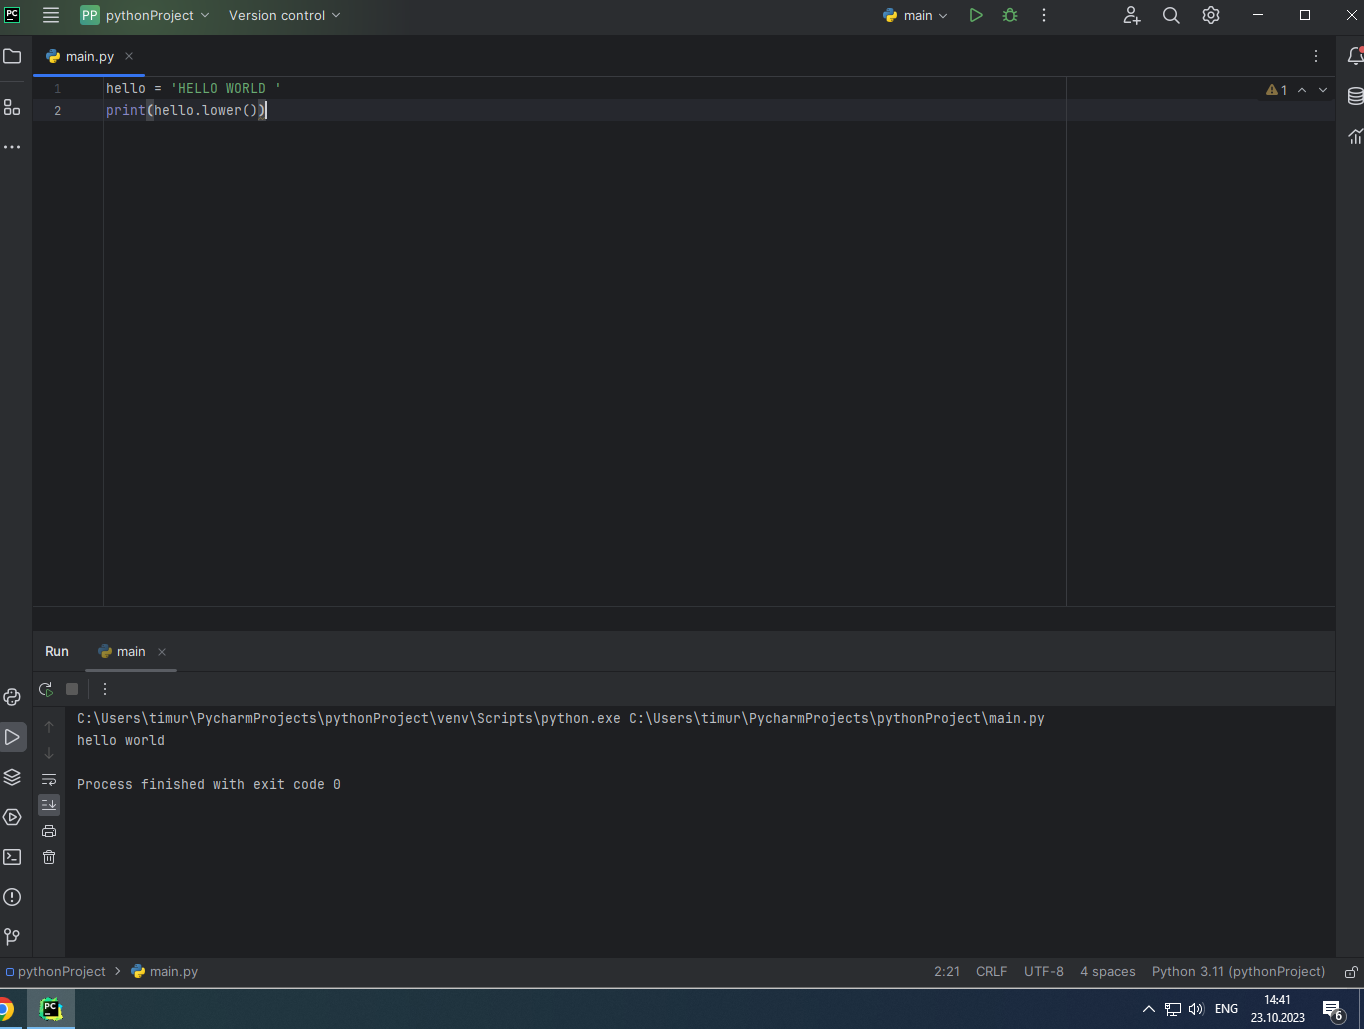 PC PP pythonProject Version control main
main.py
1 hello = 'HELLO WORLD '
2 print(hello.lower())
1
Run main
C:\Users\timur\PycharmProjects\pythonProject\venv\Scripts\python.exe C:\Users\timur\PycharmProjects\pythonProject\main.py
hello world
Process finished with exit code 0
pythonProject main.py 2:21 CRLF UTF-8 4 spaces Python 3.11 (pythonProject)
PC ENG 14:41 6
23.10.2023